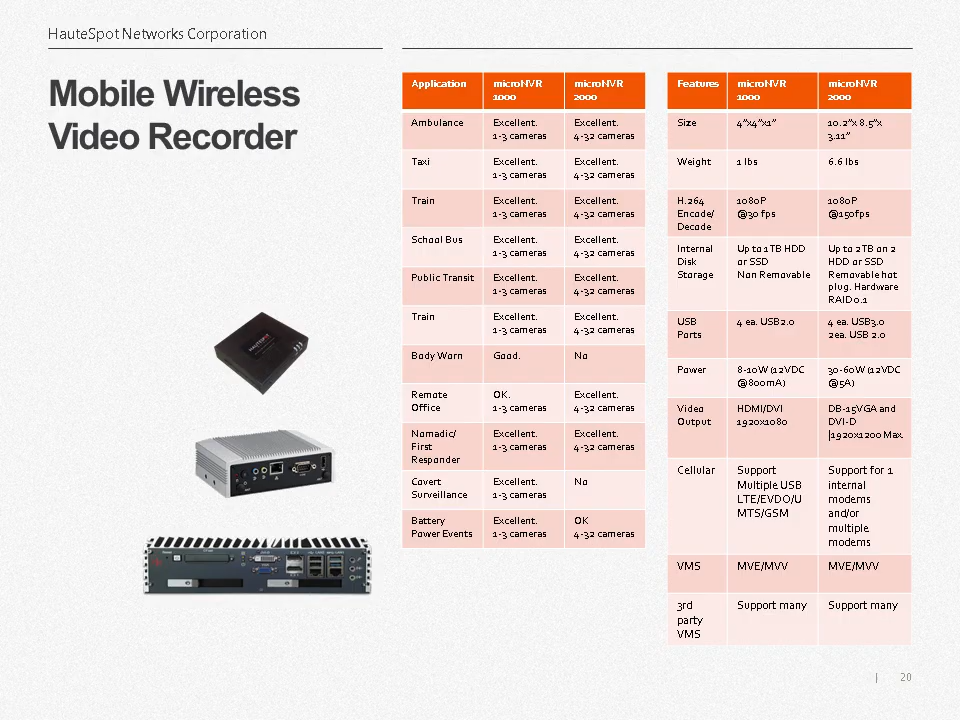 HauteSpot Networks Corporation
Mobile Wireless
Video Recorder
Application microNVR 1000 microNVR 2000
Ambulance Excellent. 1-3 cameras Excellent. 4-32 cameras
Taxi Excellent. 1-3 cameras Excellent. 4-32 cameras
Train Excellent. 1-3 cameras Excellent. 4-32 cameras
School Bus Excellent. 1-3 cameras Excellent. 4-32 cameras
Public Transit Excellent. 1-3 cameras Excellent. 4-32 cameras
Train Excellent. 1-3 cameras Excellent. 4-32 cameras
Body Worn Good. No
Remote Office OK. 1-3 cameras Excellent. 4-32 cameras
Nomadic/ First Responder Excellent. 1-3 cameras Excellent. 4-32 cameras
Covert Surveillance Excellent. 1-3 cameras No
Battery Power Events Excellent. 1-3 cameras OK 4-32 cameras
Features microNVR 1000 microNVR 2000
Size 4"x4"x1" 10.2"x 8.5"x 3.11"
Weight 1 lbs 6.6 lbs
H.264 Encode/ Decode 1080P @30 fps 1080P @150fps
Internal Disk Storage Up to 1TB HDD or SSD Non Removable Up to 2TB on 2 HDD or SSD Removable hot plug. Hardware RAID 0.1
USB Ports 4 ea. USB2.0 4 ea. USB3.0 2ea. USB 2.0
Power 8-10W (12VDC @800mA) 30-60W (12VDC @5A)
Video Output HDMI/DVI 1920x1080 DB-15VGA and DVI-D |1920x1200 Max.
Cellular Support Multiple USB LTE/EVDO/U MTS/GSM Support for 1 internal modems and/or multiple modems
VMS MVE/MVV MVE/MVV
3rd party VMS Support many Support many
HAUTESPOT
| 20